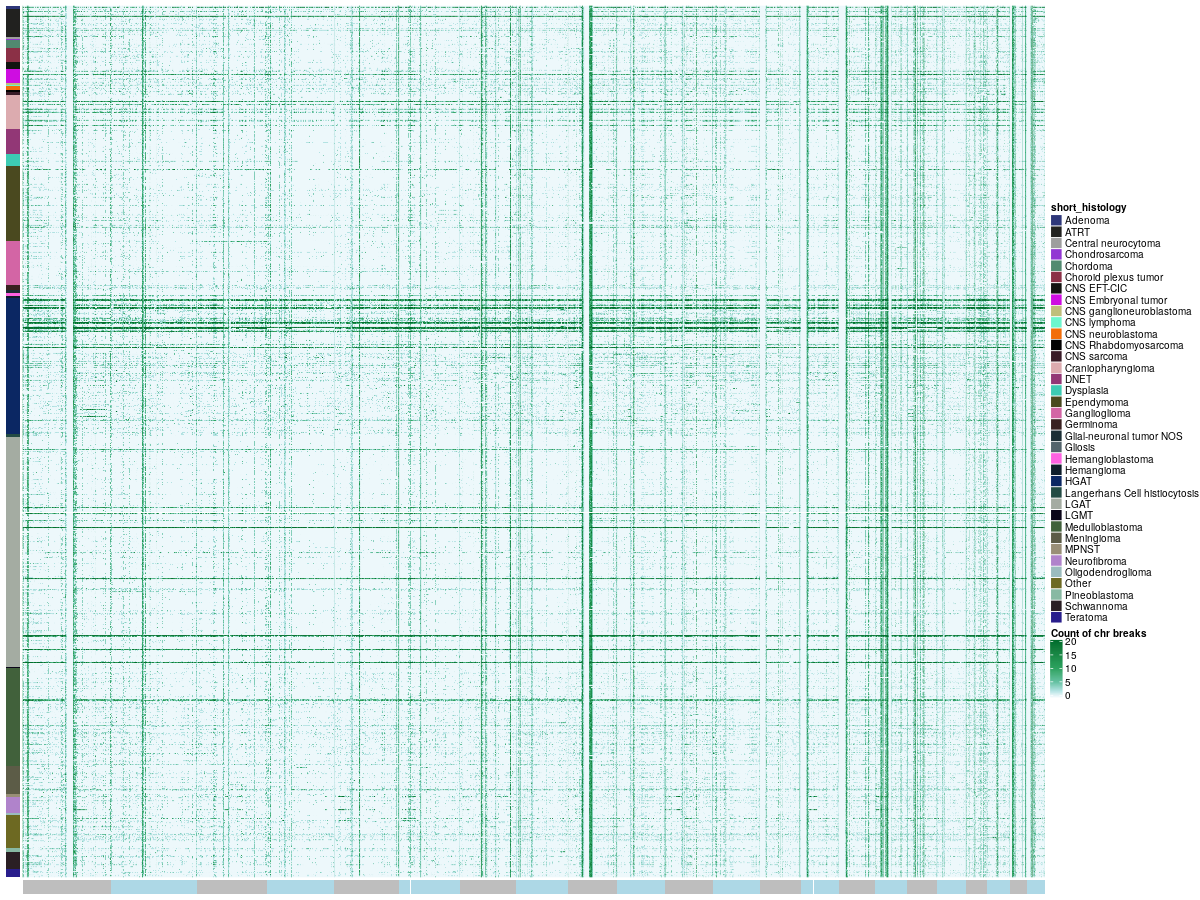 short_histology
Adenoma
ATRT
Central neurocytoma
Chondrosarcoma
Chordoma
Choroid plexus tumor
CNS EFT-CIC
CNS Embryonal tumor
CNS ganglioneuroblastoma
CNS lymphoma
CNS neuroblastoma
CNS Rhabdomyosarcoma
CNS sarcoma
Craniopharyngioma
DNET
Dysplasia
Ependymoma
Ganglioglioma
Germinoma
Glial-neuronal tumor NOS
Gliosis
Hemangioblastoma
Hemangioma
HGAT
Langerhans Cell histiocytosis
LGAT
LGMT
Medulloblastoma
Meningioma
MPNST
Neurofibroma
Oligodendroglioma
Other
Pineoblastoma
Schwannoma
Teratoma
Count of chr breaks
20
15
10
5
0